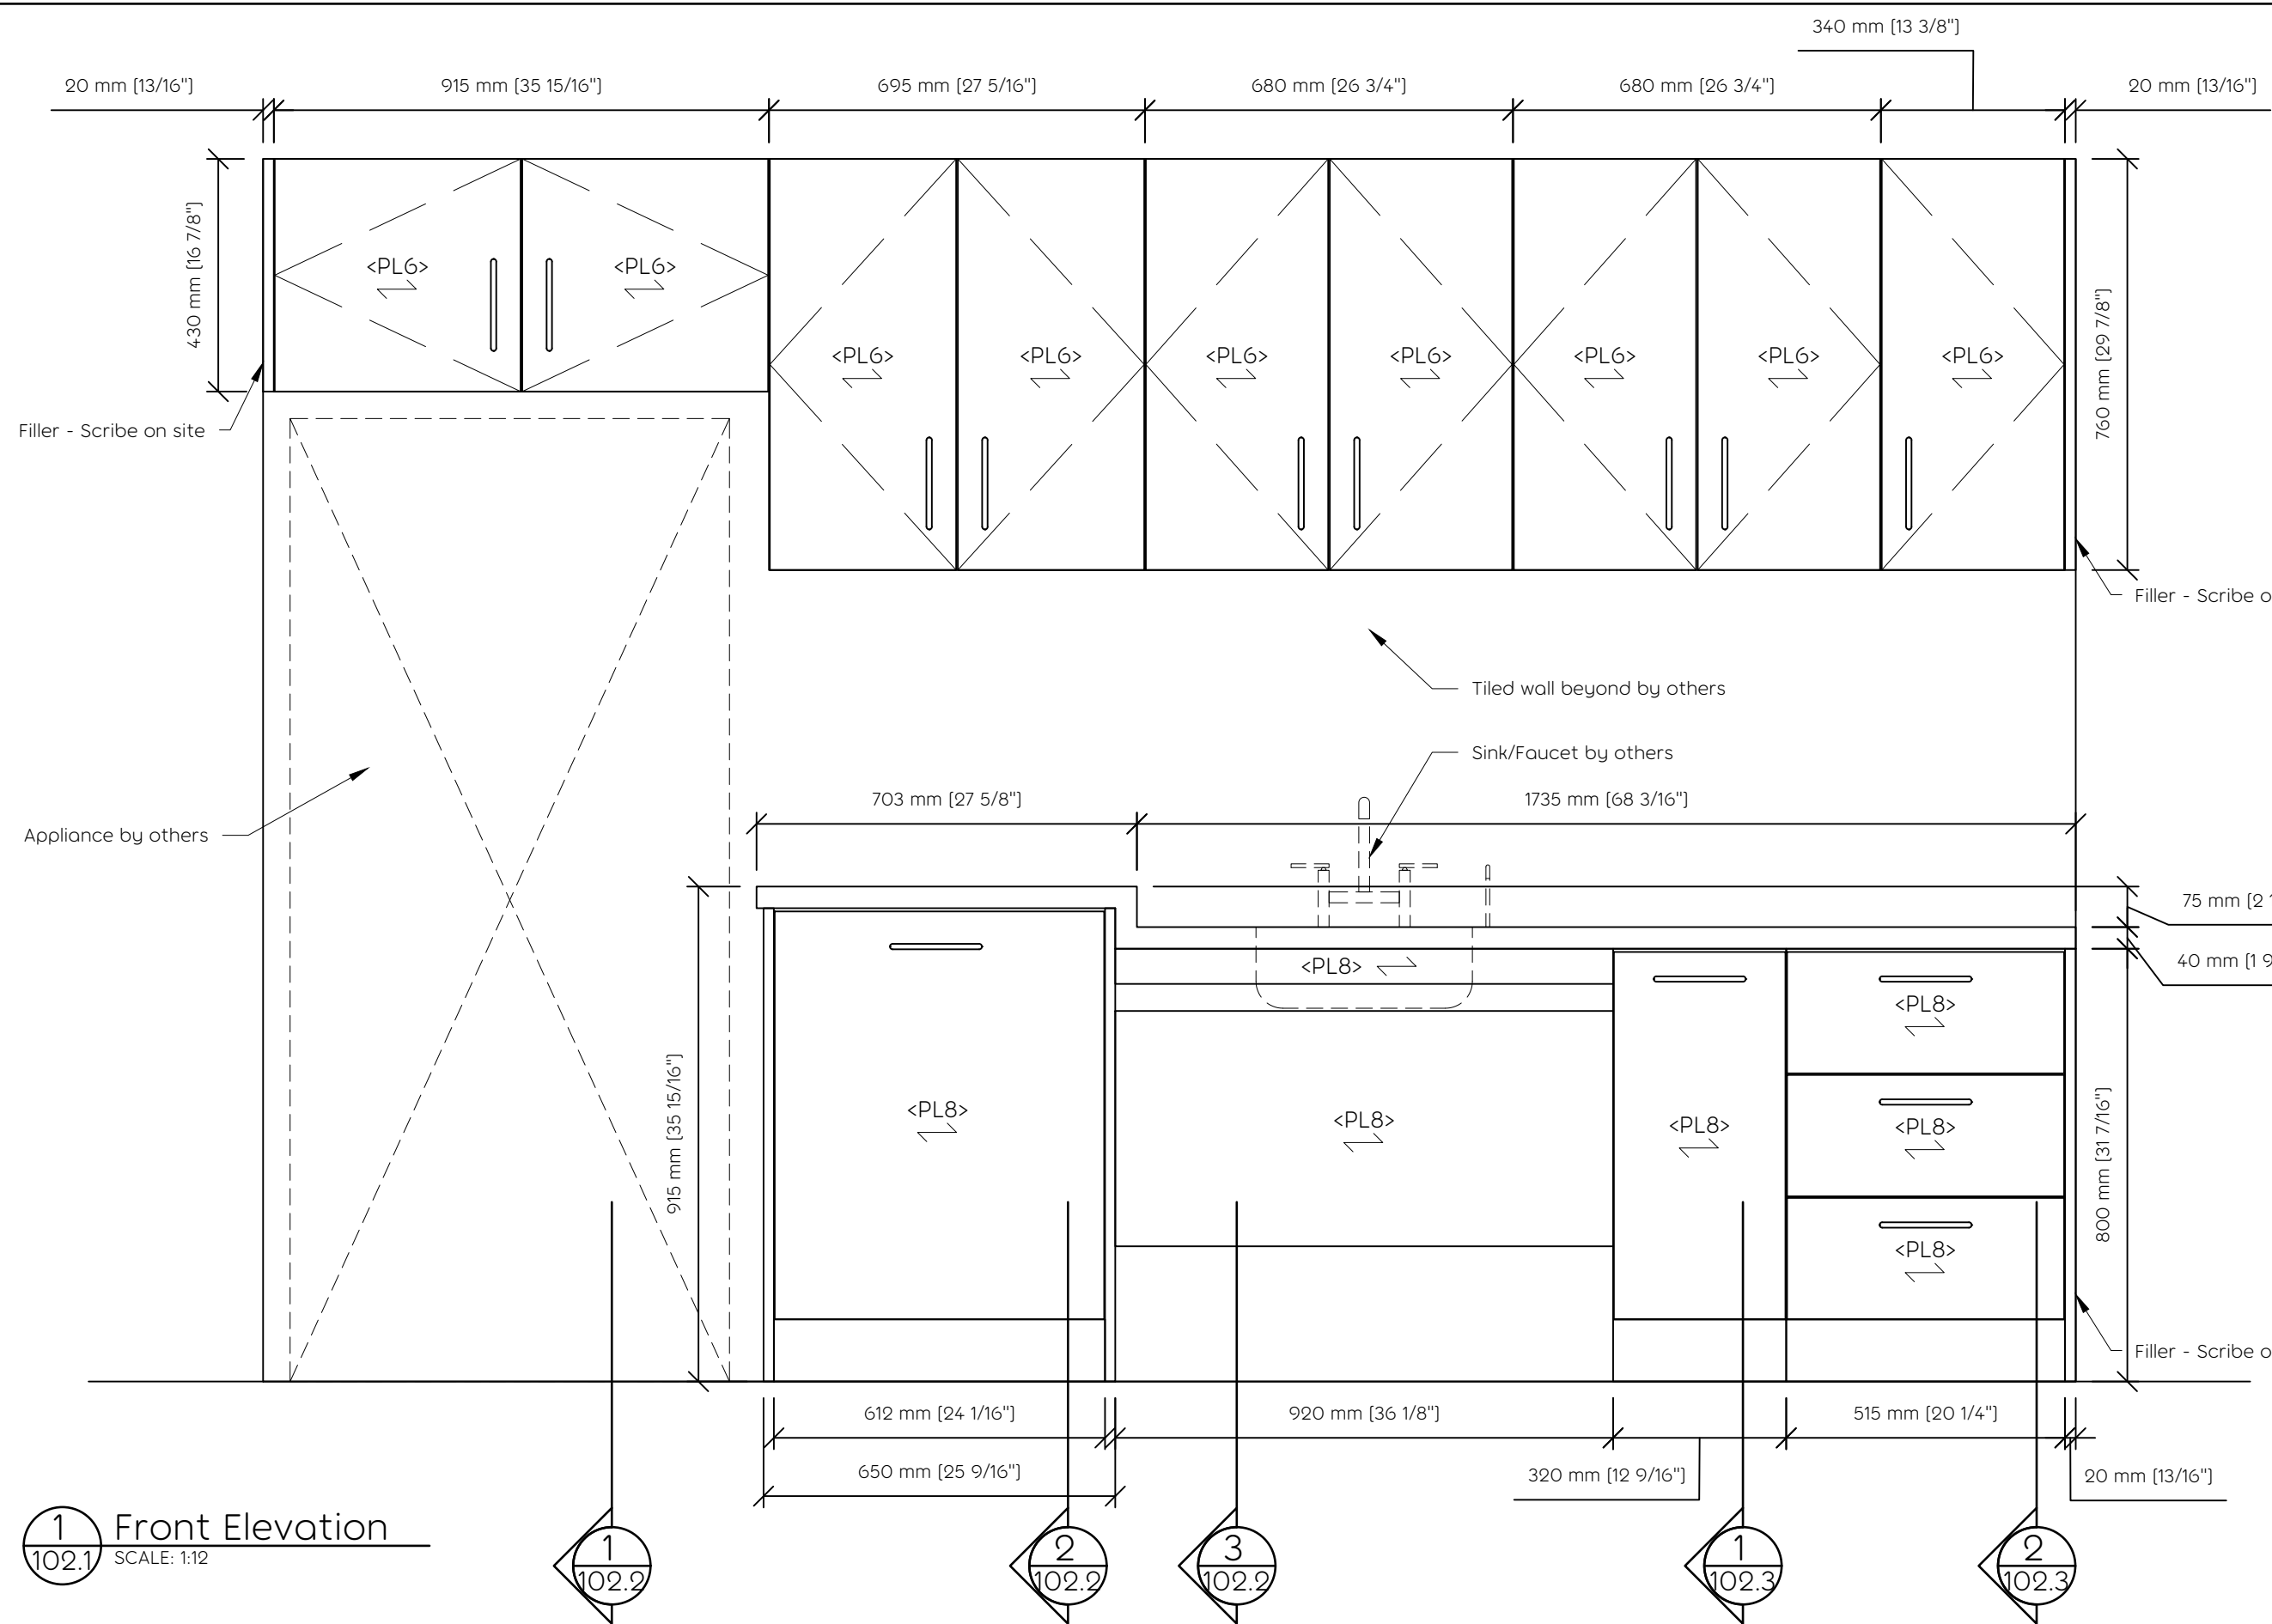 340 mm [13 3/8"]
20 mm [13/16"]
915 mm [35 15/16"]
695 mm [27 5/16"]
680 mm [26 3/4"]
680 mm [26 3/4"]
20 mm [13/16"]
430 mm [16 7/8"]
<PL6>
<PL6>
<PL6>
<PL6>
<PL6>
<PL6>
<PL6>
<PL6>
<PL6>
760 mm [29 7/8"]
Filler - Scribe on site
Filler - Scribe o
Tiled wall beyond by others
Sink/Faucet by others
703 mm [27 5/8"]
1735 mm [68 3/16"]
Appliance by others
75 mm [2 1
40 mm [1 9
<PL8>
<PL8>
915 mm [35 15/16"]
<PL8>
<PL8>
<PL8>
<PL8>
<PL8>
800 mm [31 7/16"]
Filler - Scribe o
612 mm [24 1/16"]
920 mm [36 1/8"]
515 mm [20 1/4"]
650 mm [25 9/16"]
320 mm [12 9/16"]
20 mm [13/16"]
1
102.1
Front Elevation
SCALE: 1:12
1
102.2
2
102.2
3
102.2
1
102.3
2
102.3